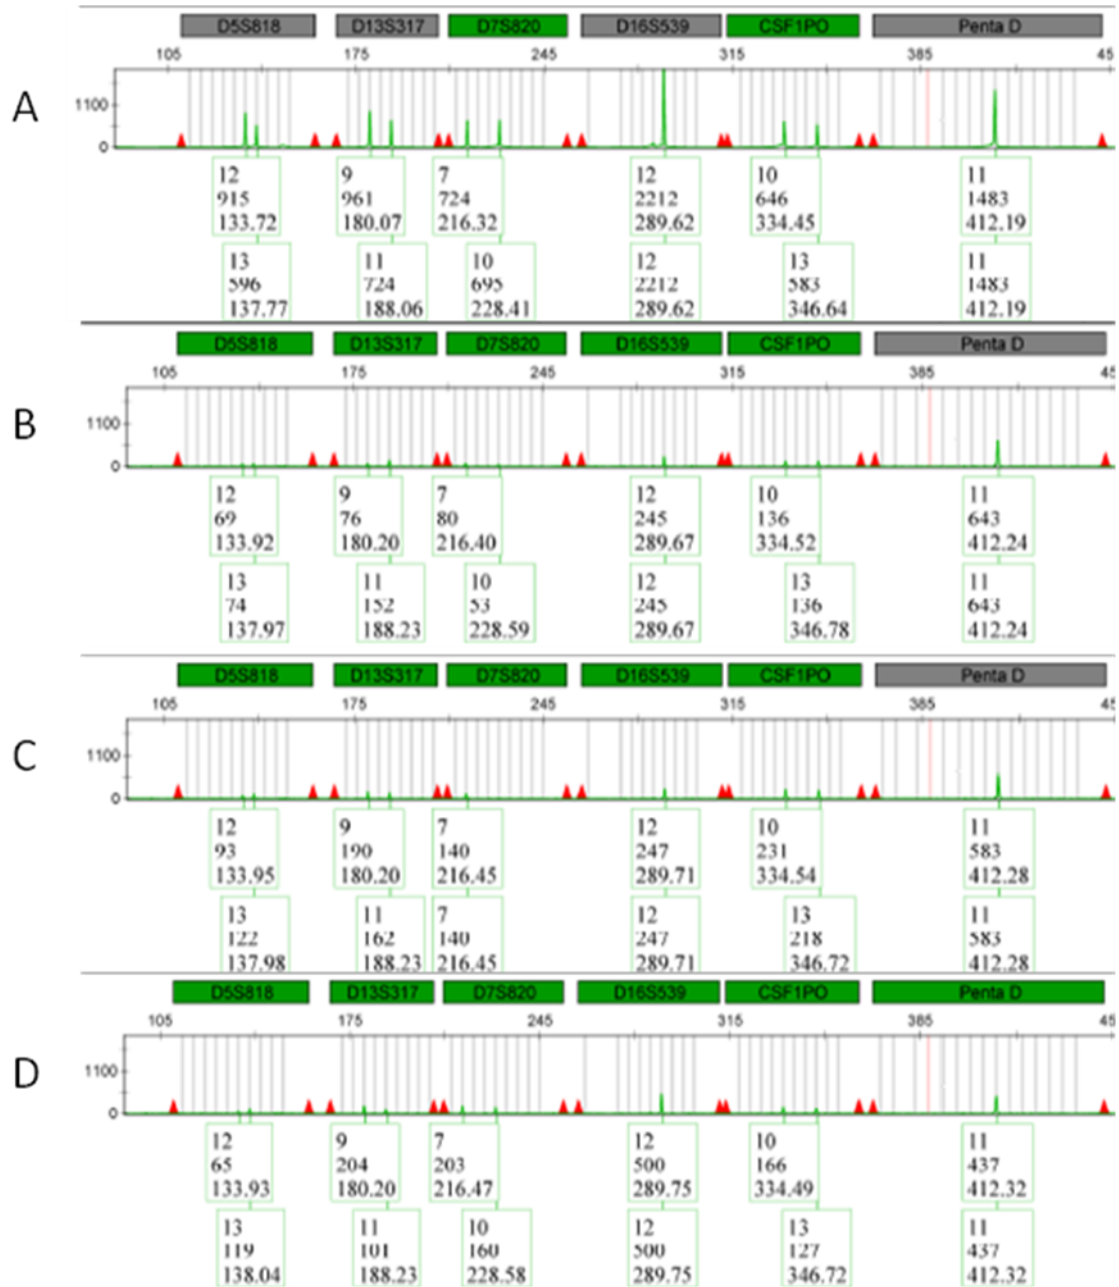 D5S818 D13S317 D7S820 D16S539 CSF1PO Penta D
105 175 245 315 385 45
A
1100
0
12 9 7 12 10 11
915 961 724 2212 646 1483
133.72 180.07 216.32 289.62 334.45 412.19
13 11 10 12 13 11
596 724 695 2212 583 1483
137.77 188.06 228.41 289.62 346.64 412.19
D5S818 D13S317 D7S820 D16S539 CSF1PO Penta D
105 175 245 315 385 45
B
1100
0
12 9 7 12 10 11
69 76 80 245 136 643
133.92 180.20 216.40 289.67 334.52 412.24
13 11 10 12 13 11
74 152 53 245 136 643
137.97 188.23 228.59 289.67 346.78 412.24
D5S818 D13S317 D7S820 D16S539 CSF1PO Penta D
105 175 245 315 385 45
C
1100
0
12 9 7 12 10 11
93 190 140 247 231 583
133.95 180.20 216.45 289.71 334.54 412.28
13 11 7 12 13 11
122 162 140 247 218 583
137.98 188.23 216.45 289.71 346.72 412.28
D5S818 D13S317 D7S820 D16S539 CSF1PO Penta D
105 175 245 315 385 45
D
1100
0
12 9 7 12 10 11
65 204 203 500 166 437
133.93 180.20 216.47 289.75 334.49 412.32
13 11 10 12 13 11
119 101 160 500 127 437
138.04 188.23 228.58 289.75 346.72 412.32